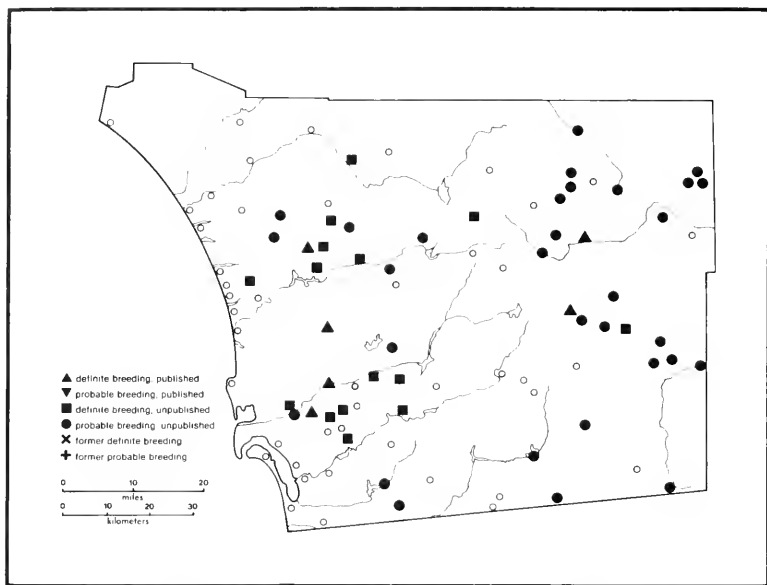 definite breeding, published
probable breeding, published
definite breeding, unpublished
probable breeding, unpublished
former definite breeding
former probable breeding
0 10 20
miles
0 10 20 30
kilometers